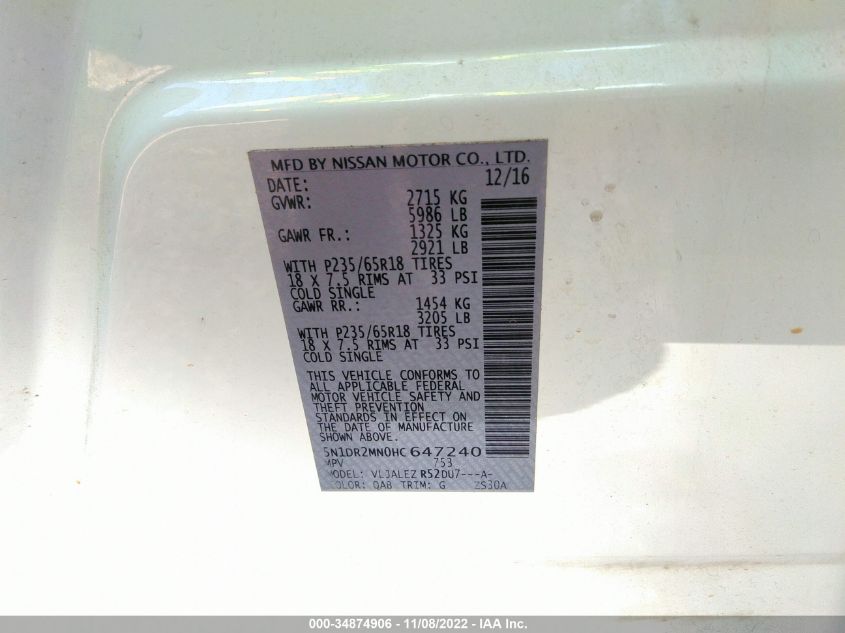 MFD BY NISSAN MOTOR CO., LTD.
DATE: 12/16
GVWR: 2715 KG
5986 LB
GAWR FR.: 1325 KG
2921 LB
WITH P235/65R18 TIRES
18 X 7.5 RIMS AT 33 PSI
COLD SINGLE
GAWR RR.: 1454 KG
3205 LB
WITH P235/65R18 TIRES
18 X 7.5 RIMS AT 33 PSI
COLD SINGLE
THIS VEHICLE CONFORMS TO
ALL APPLICABLE FEDERAL
MOTOR VEHICLE SAFETY AND
THEFT PREVENTION
STANDARDS IN EFFECT ON
THE DATE OF MANUFACTURE
SHOWN ABOVE.
5N1DR2MN0HC647240
MPV 753
MODEL: VLJALEZ R52DU7---A-
COLOR: QAB TRIM: G ZS30A
000-34874906 - 11/08/2022 - IAA Inc.